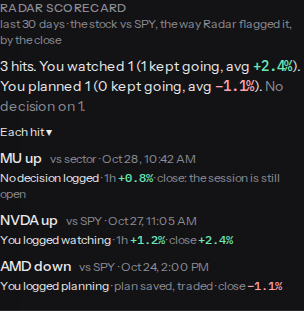 RADAR SCORECARD
last 30 days · the stock vs SPY, the way Radar flagged it,
by the close
3 hits. You watched 1 (1 kept going, avg +2.4%).
You planned 1 (0 kept going, avg −1.1%). No
decision on 1.
Each hit ▾
MU up vs sector · Oct 28, 10:42 AM
No decision logged · 1h +0.8% · close: the session is still
open
NVDA up vs SPY · Oct 27, 11:05 AM
You logged watching · 1h +1.2% · close +2.4%
AMD down vs SPY · Oct 24, 2:00 PM
You logged planning · plan saved, traded · close −1.1%